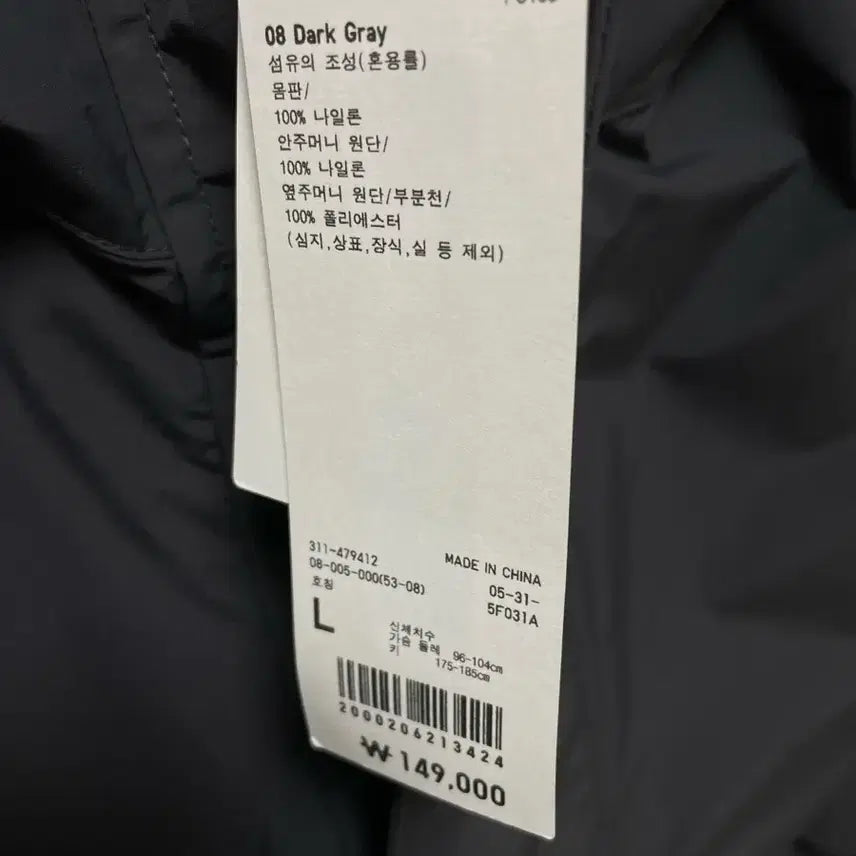 08 Dark Gray
섬유의 조성(혼용률)
몸판/
100% 나일론
안주머니 원단/
100% 나일론
옆주머니 원단/부분천/
100% 폴리에스터
(심지,상표,장식,실 등 제외)
311-479412
08-005-000(53-08)
MADE IN CHINA
05-31-
5F031A
호칭
L
신체치수
가슴 둘레 96-104cm
키 175-185cm
2000206213424
₩149,000